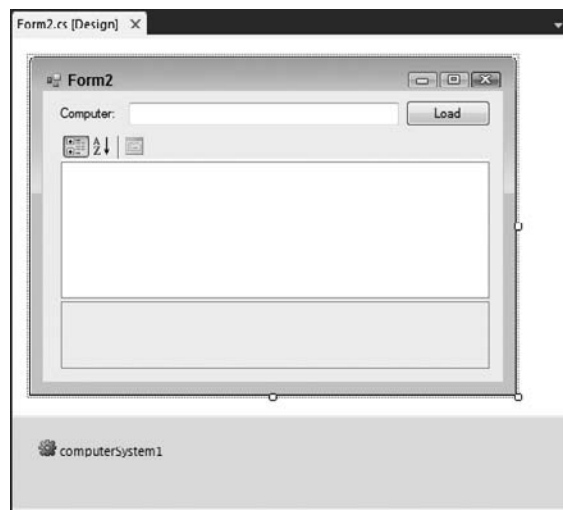 Form2.cs [Design]
Form2
Computer:
Load
A
Z
computerSystem1